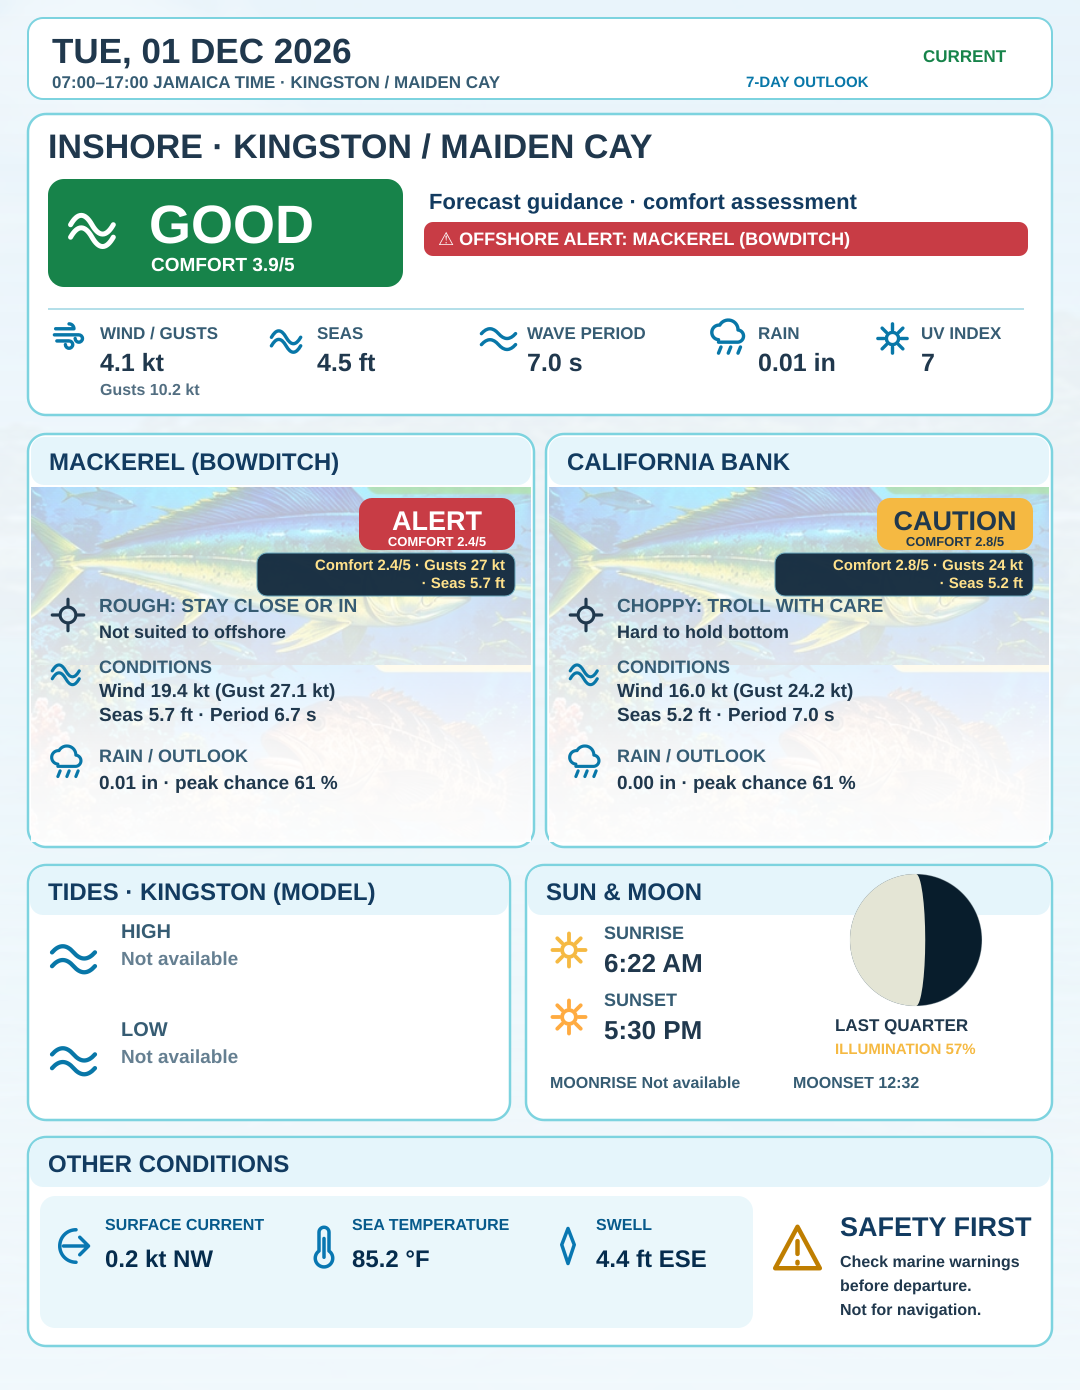 TUE, 01 DEC 2026
07:00–17:00 JAMAICA TIME · KINGSTON / MAIDEN CAY
CURRENT
7-DAY OUTLOOK
INSHORE · KINGSTON / MAIDEN CAY
GOOD
COMFORT 3.9/5
Forecast guidance · comfort assessment
⚠ OFFSHORE ALERT: MACKEREL (BOWDITCH)
WIND / GUSTS
4.1 kt
Gusts 10.2 kt
SEAS
4.5 ft
WAVE PERIOD
7.0 s
RAIN
0.01 in
UV INDEX
7
MACKEREL (BOWDITCH)
ALERT
COMFORT 2.4/5
Comfort 2.4/5 · Gusts 27 kt
· Seas 5.7 ft
ROUGH: STAY CLOSE OR IN
Not suited to offshore
CONDITIONS
Wind 19.4 kt (Gust 27.1 kt)
Seas 5.7 ft · Period 6.7 s
RAIN / OUTLOOK
0.01 in · peak chance 61 %
CALIFORNIA BANK
CAUTION
COMFORT 2.8/5
Comfort 2.8/5 · Gusts 24 kt
· Seas 5.2 ft
CHOPPY: TROLL WITH CARE
Hard to hold bottom
CONDITIONS
Wind 16.0 kt (Gust 24.2 kt)
Seas 5.2 ft · Period 7.0 s
RAIN / OUTLOOK
0.00 in · peak chance 61 %
TIDES · KINGSTON (MODEL)
HIGH
Not available
LOW
Not available
SUN & MOON
SUNRISE
6:22 AM
SUNSET
5:30 PM
LAST QUARTER
ILLUMINATION 57%
MOONRISE Not available
MOONSET 12:32
OTHER CONDITIONS
SURFACE CURRENT
0.2 kt NW
SEA TEMPERATURE
85.2 °F
SWELL
4.4 ft ESE
SAFETY FIRST
Check marine warnings
before departure.
Not for navigation.